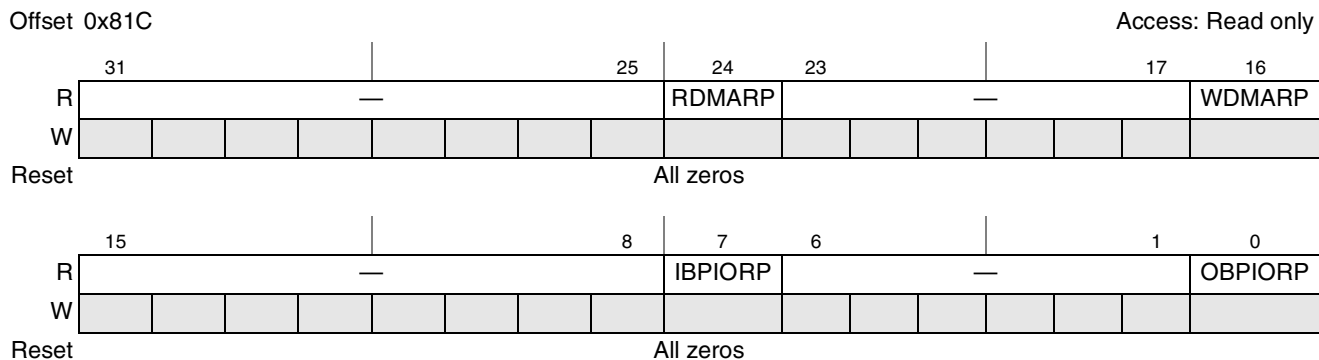 Offset 0x81C Access: Read only
31 25 24 23 17 16
R — RDMARP — WDMARP
W
Reset All zeros
15 8 7 6 1 0
R — IBPIORP — OBPIORP
W
Reset All zeros